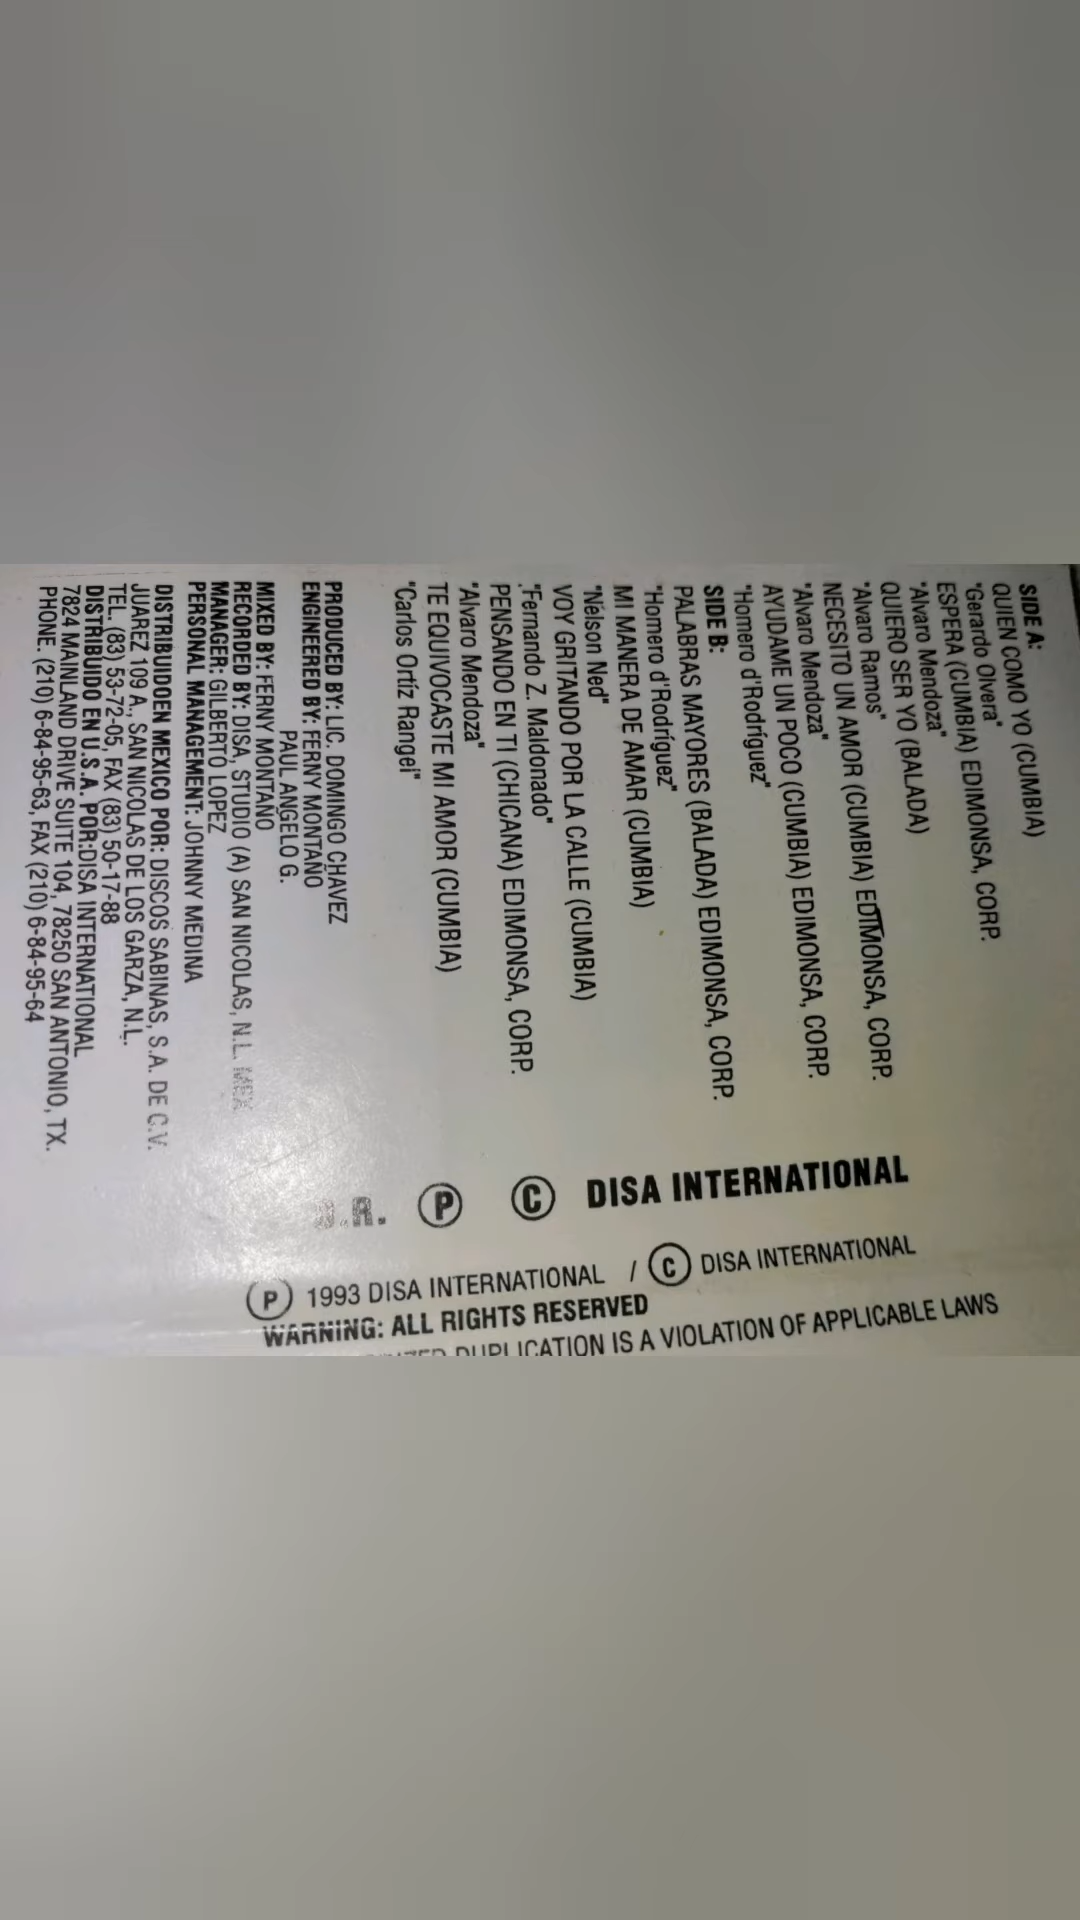 SIDE A:
QUIEN COMO YO (CUMBIA)
"Gerardo Olvera"
ESPERA (CUMBIA) EDIMONSA, CORP.
"Alvaro Mendoza"
QUIERO SER YO (BALADA)
"Alvaro Ramos"
NECESITO UN AMOR (CUMBIA) EDIMONSA, CORP.
"Alvaro Mendoza"
AYUDAME UN POCO (CUMBIA) EDIMONSA, CORP.
"Homero d'Rodríguez"
SIDE B:
PALABRAS MAYORES (BALADA) EDIMONSA, CORP.
"Homero d'Rodríguez"
MI MANERA DE AMAR (CUMBIA)
"Nélson Ned"
VOY GRITANDO POR LA CALLE (CUMBIA)
"Fernando Z. Maldonado"
PENSANDO EN TI (CHICANA) EDIMONSA, CORP.
"Alvaro Mendoza"
TE EQUIVOCASTE MI AMOR (CUMBIA)
"Carlos Ortíz Rangel"
PRODUCED BY: LIC. DOMINGO CHAVEZ
ENGINEERED BY: FERNY MONTAÑO
PAUL ANGELO G.
MIXED BY: FERNY MONTAÑO
RECORDED BY: DISA, STUDIO (A) SAN NICOLAS, N.L. MEX
MANAGER: GILBERTO LOPEZ
PERSONAL MANAGEMENT: JOHNNY MEDINA
DISTRIBUIDOEN MEXICO POR: DISCOS SABINAS, S.A. DE C.V.
JUAREZ 109 A., SAN NICOLAS DE LOS GARZA, N.L.
TEL. (83) 53-72-05, FAX (83) 50-17-88
DISTRIBUIDO EN U.S.A. POR:DISA INTERNATIONAL
7824 MAINLAND DRIVE SUITE 104, 78250 SAN ANTONIO, TX.
PHONE. (210) 6-84-95-63, FAX (210) 6-84-95-64
Ⓟ © DISA INTERNATIONAL
Ⓟ 1993 DISA INTERNATIONAL / © DISA INTERNATIONAL
WARNING: ALL RIGHTS RESERVED
DUPLICATION IS A VIOLATION OF APPLICABLE LAWS